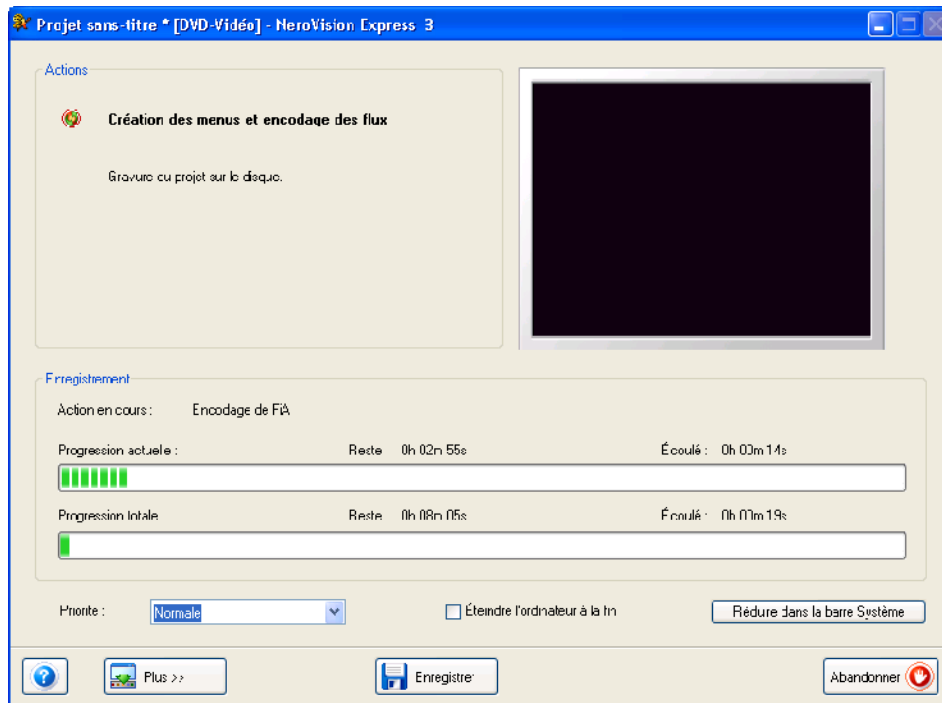 Projet sans-titre * [DVD-Vidéo] - NeroVision Express 3
Actions
Création des menus et encodage des flux
Gravure du projet sur le disque.
Enregistrement
Action en cours : Encodage de FIA
Progression actuelle : Reste 0h 02m 55s Écoulé : 0h 00m 14s
Progression totale Reste 0h 08m 05s Écoulé : 0h 00m 19s
Priorité : Normale Éteindre l'ordinateur à la fin Réduire dans la barre Système
Plus >> Enregistrer Abandonner